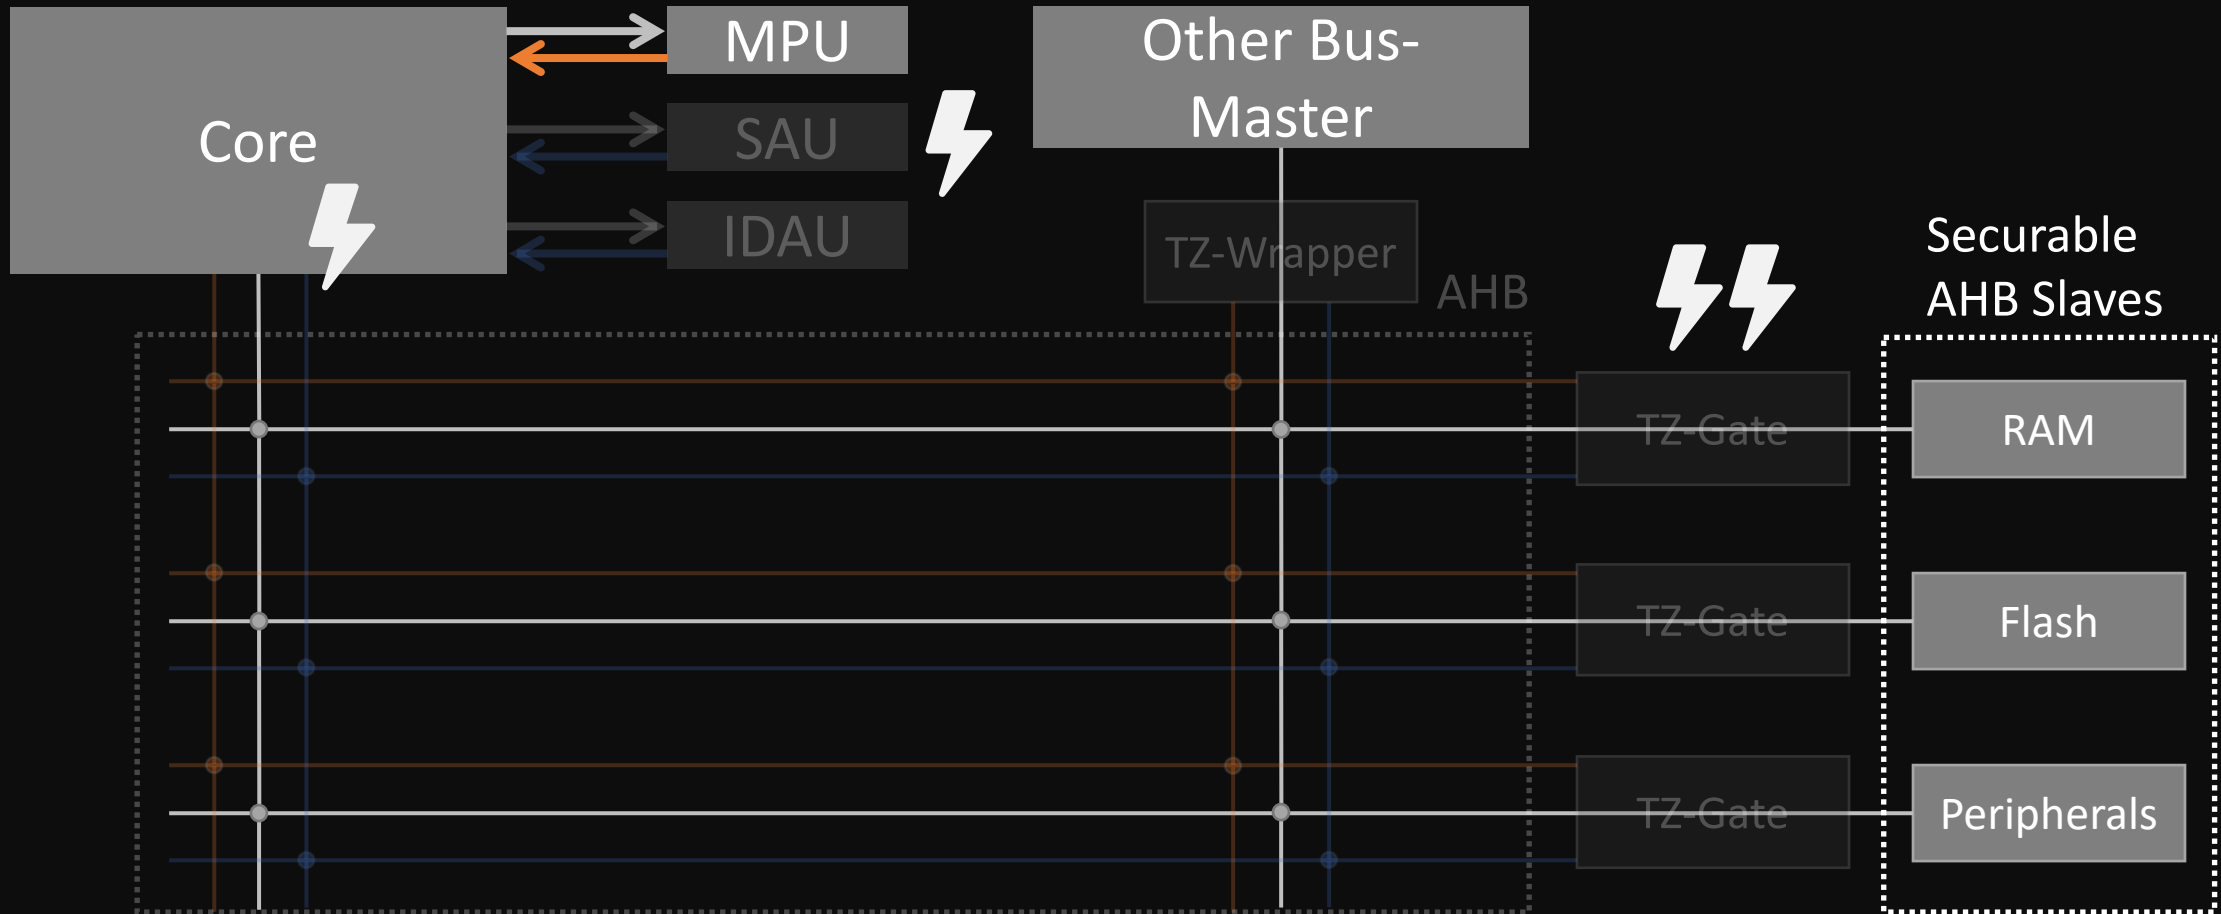 Core
MPU
SAU
IDAU
Other Bus-
Master
TZ-Wrapper
AHB
Securable
AHB Slaves
TZ-Gate
RAM
TZ-Gate
Flash
TZ-Gate
Peripherals